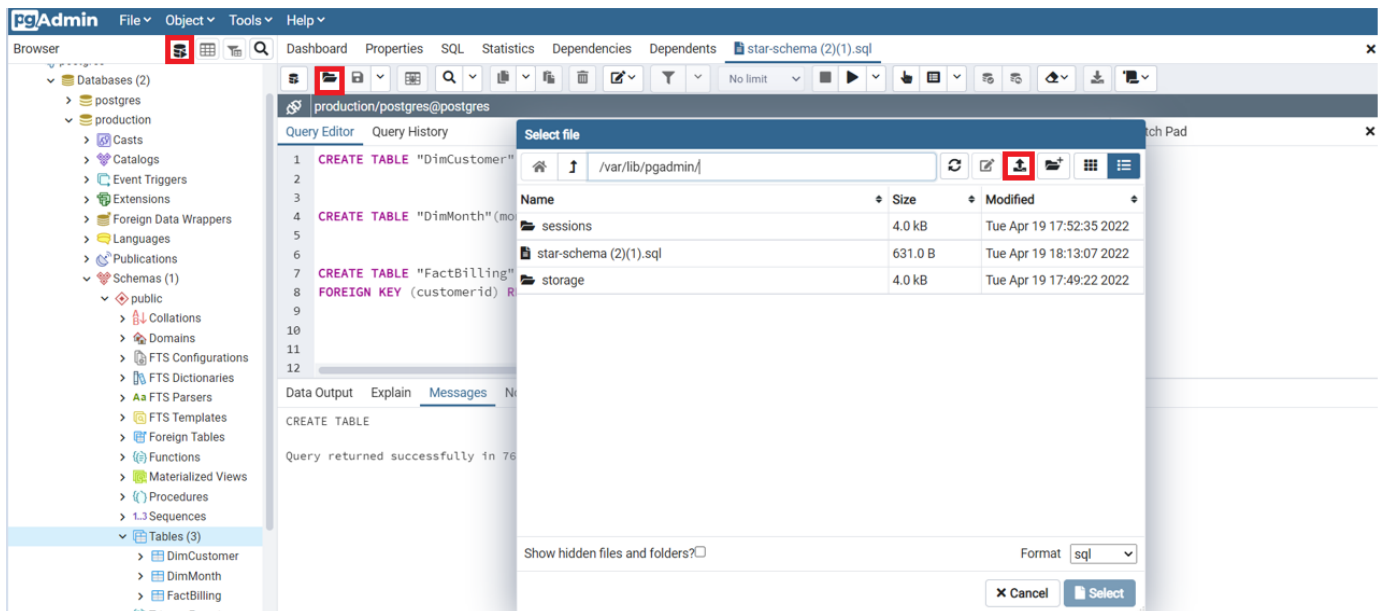 pgAdmin File Object Tools Help
Browser Dashboard Properties SQL Statistics Dependencies Dependents star-schema (2)(1).sql
Databases (2)
postgres
production
Casts
Catalogs
Event Triggers
Extensions
Foreign Data Wrappers
Languages
Publications
Schemas (1)
public
Collations
Domains
FTS Configurations
FTS Dictionaries
Aa FTS Parsers
FTS Templates
Foreign Tables
Functions
Materialized Views
Procedures
1..3 Sequences
Tables (3)
DimCustomer
DimMonth
FactBilling
No limit
production/postgres@postgres
Query Editor Query History
1 CREATE TABLE "DimCustomer"
2
3
4 CREATE TABLE "DimMonth"(mo
5
6
7 CREATE TABLE "FactBilling"
8 FOREIGN KEY (customerid) R
9
10
11
12
Data Output Explain Messages
CREATE TABLE
Query returned successfully in 76
tch Pad
Select file
/var/lib/pgadmin/
Name Size Modified
sessions 4.0 kB Tue Apr 19 17:52:35 2022
star-schema (2)(1).sql 631.0 B Tue Apr 19 18:13:07 2022
storage 4.0 kB Tue Apr 19 17:49:22 2022
Show hidden files and folders? Format sql
Cancel Select